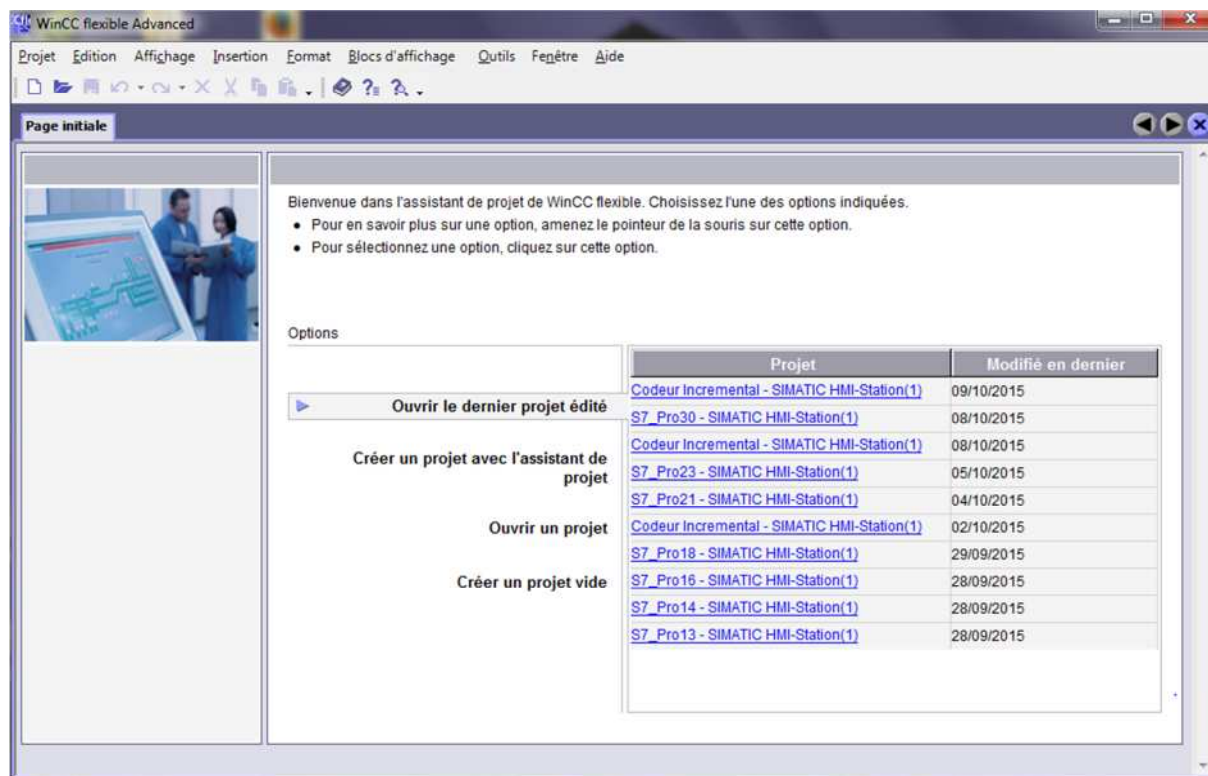 WinCC flexible Advanced
Projet Edition Affichage Insertion Format Blocs d'affichage Outils Fenêtre Aide
Page initiale
Bienvenue dans l'assistant de projet de WinCC flexible. Choisissez l'une des options indiquées.
• Pour en savoir plus sur une option, amenez le pointeur de la souris sur cette option.
• Pour sélectionnez une option, cliquez sur cette option.
Options
Projet Modifié en dernier
Ouvrir le dernier projet édité
Créer un projet avec l'assistant de
projet
Ouvrir un projet
Créer un projet vide
Codeur Incremental - SIMATIC HMI-Station(1) 09/10/2015
S7_Pro30 - SIMATIC HMI-Station(1) 08/10/2015
Codeur Incremental - SIMATIC HMI-Station(1) 08/10/2015
S7_Pro23 - SIMATIC HMI-Station(1) 05/10/2015
S7_Pro21 - SIMATIC HMI-Station(1) 04/10/2015
Codeur Incremental - SIMATIC HMI-Station(1) 02/10/2015
S7_Pro18 - SIMATIC HMI-Station(1) 29/09/2015
S7_Pro16 - SIMATIC HMI-Station(1) 28/09/2015
S7_Pro14 - SIMATIC HMI-Station(1) 28/09/2015
S7_Pro13 - SIMATIC HMI-Station(1) 28/09/2015